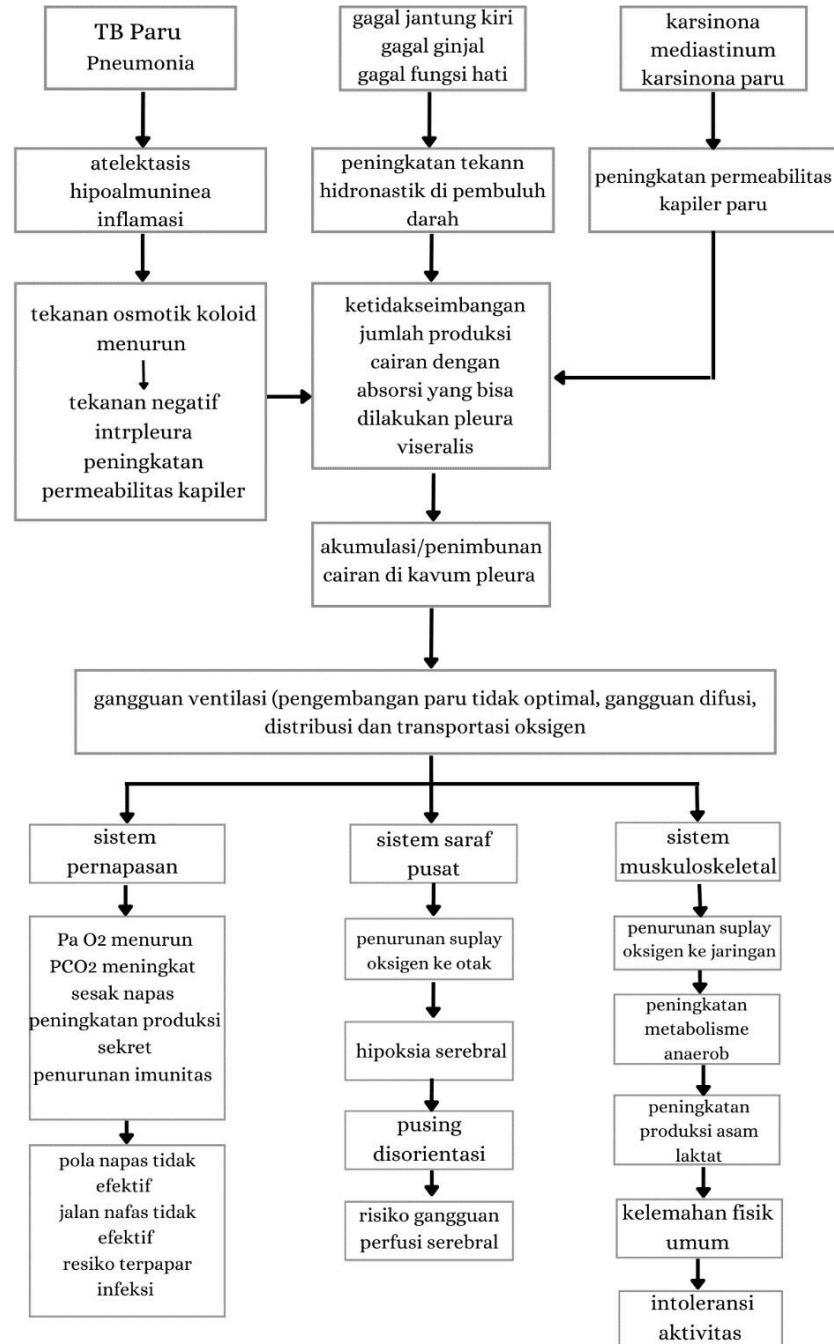 TB Paru
Pneumonia
gagal jantung kiri
gagal ginjal
gagal fungsi hati
karsinona
mediastinum
karsinona paru
atelektasis
hipoalmuninea
inflamasi
peningkatan tekann
hidronastik di pembuluh
darah
peningkatan permeabilitas
kapiler paru
tekanan osmotik koloid
menurun
tekanan negatif
intrpleura
peningkatan
permeabilitas kapiler
ketidakseimbangan
jumlah produksi
cairan dengan
absorsi yang bisa
dilakukan pleura
viseralis
akumulasi/penimbunan
cairan di kavum pleura
gangguan ventilasi (pengembangan paru tidak optimal, gangguan difusi,
distribusi dan transportasi oksigen
sistem
pernapasan
sistem saraf
pusat
sistem
muskuloskeletal
Pa O2 menurun
PCO2 meningkat
sesak napas
peningkatan produksi
sekret
penurunan imunitas
penurunan suplay
oksigen ke otak
penurunan suplay
oksigen ke jaringan
hipoksia serebral
peningkatan
metabolisme
anaerob
pusing
disorientasi
peningkatan
produksi asam
laktat
pola napas tidak
efektif
jalan nafas tidak
efektif
resiko terpapar
infeksi
risiko gangguan
perfusi serebral
kelemahan fisik
umum
intoleransi
aktivitas